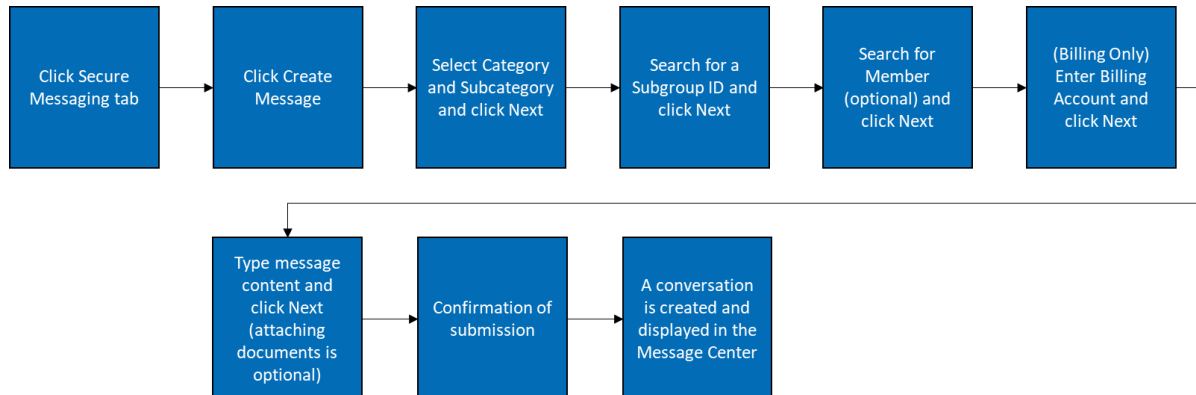 Click Secure
Messaging tab
Click Create
Message
Select Category
and Subcategory
and click Next
Search for a
Subgroup ID and
click Next
Search for
Member
(optional) and
click Next
(Billing Only)
Enter Billing
Account and
click Next
Type message
content and
click Next
(attaching
documents is
optional)
Confirmation of
submission
A conversation
is created and
displayed in the
Message Center